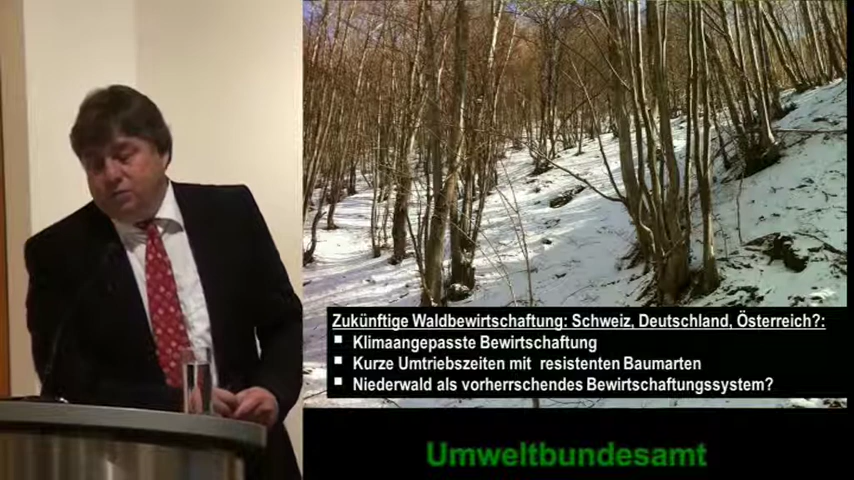 Zukünftige Waldbewirtschaftung: Schweiz, Deutschland, Österreich?:
Klimaangepasste Bewirtschaftung
Kurze Umtriebszeiten mit resistenten Baumarten
Niederwald als vorherrschendes Bewirtschaftungssystem?
Umweltbundesamt